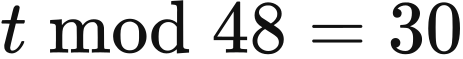 t mod 48 = 30